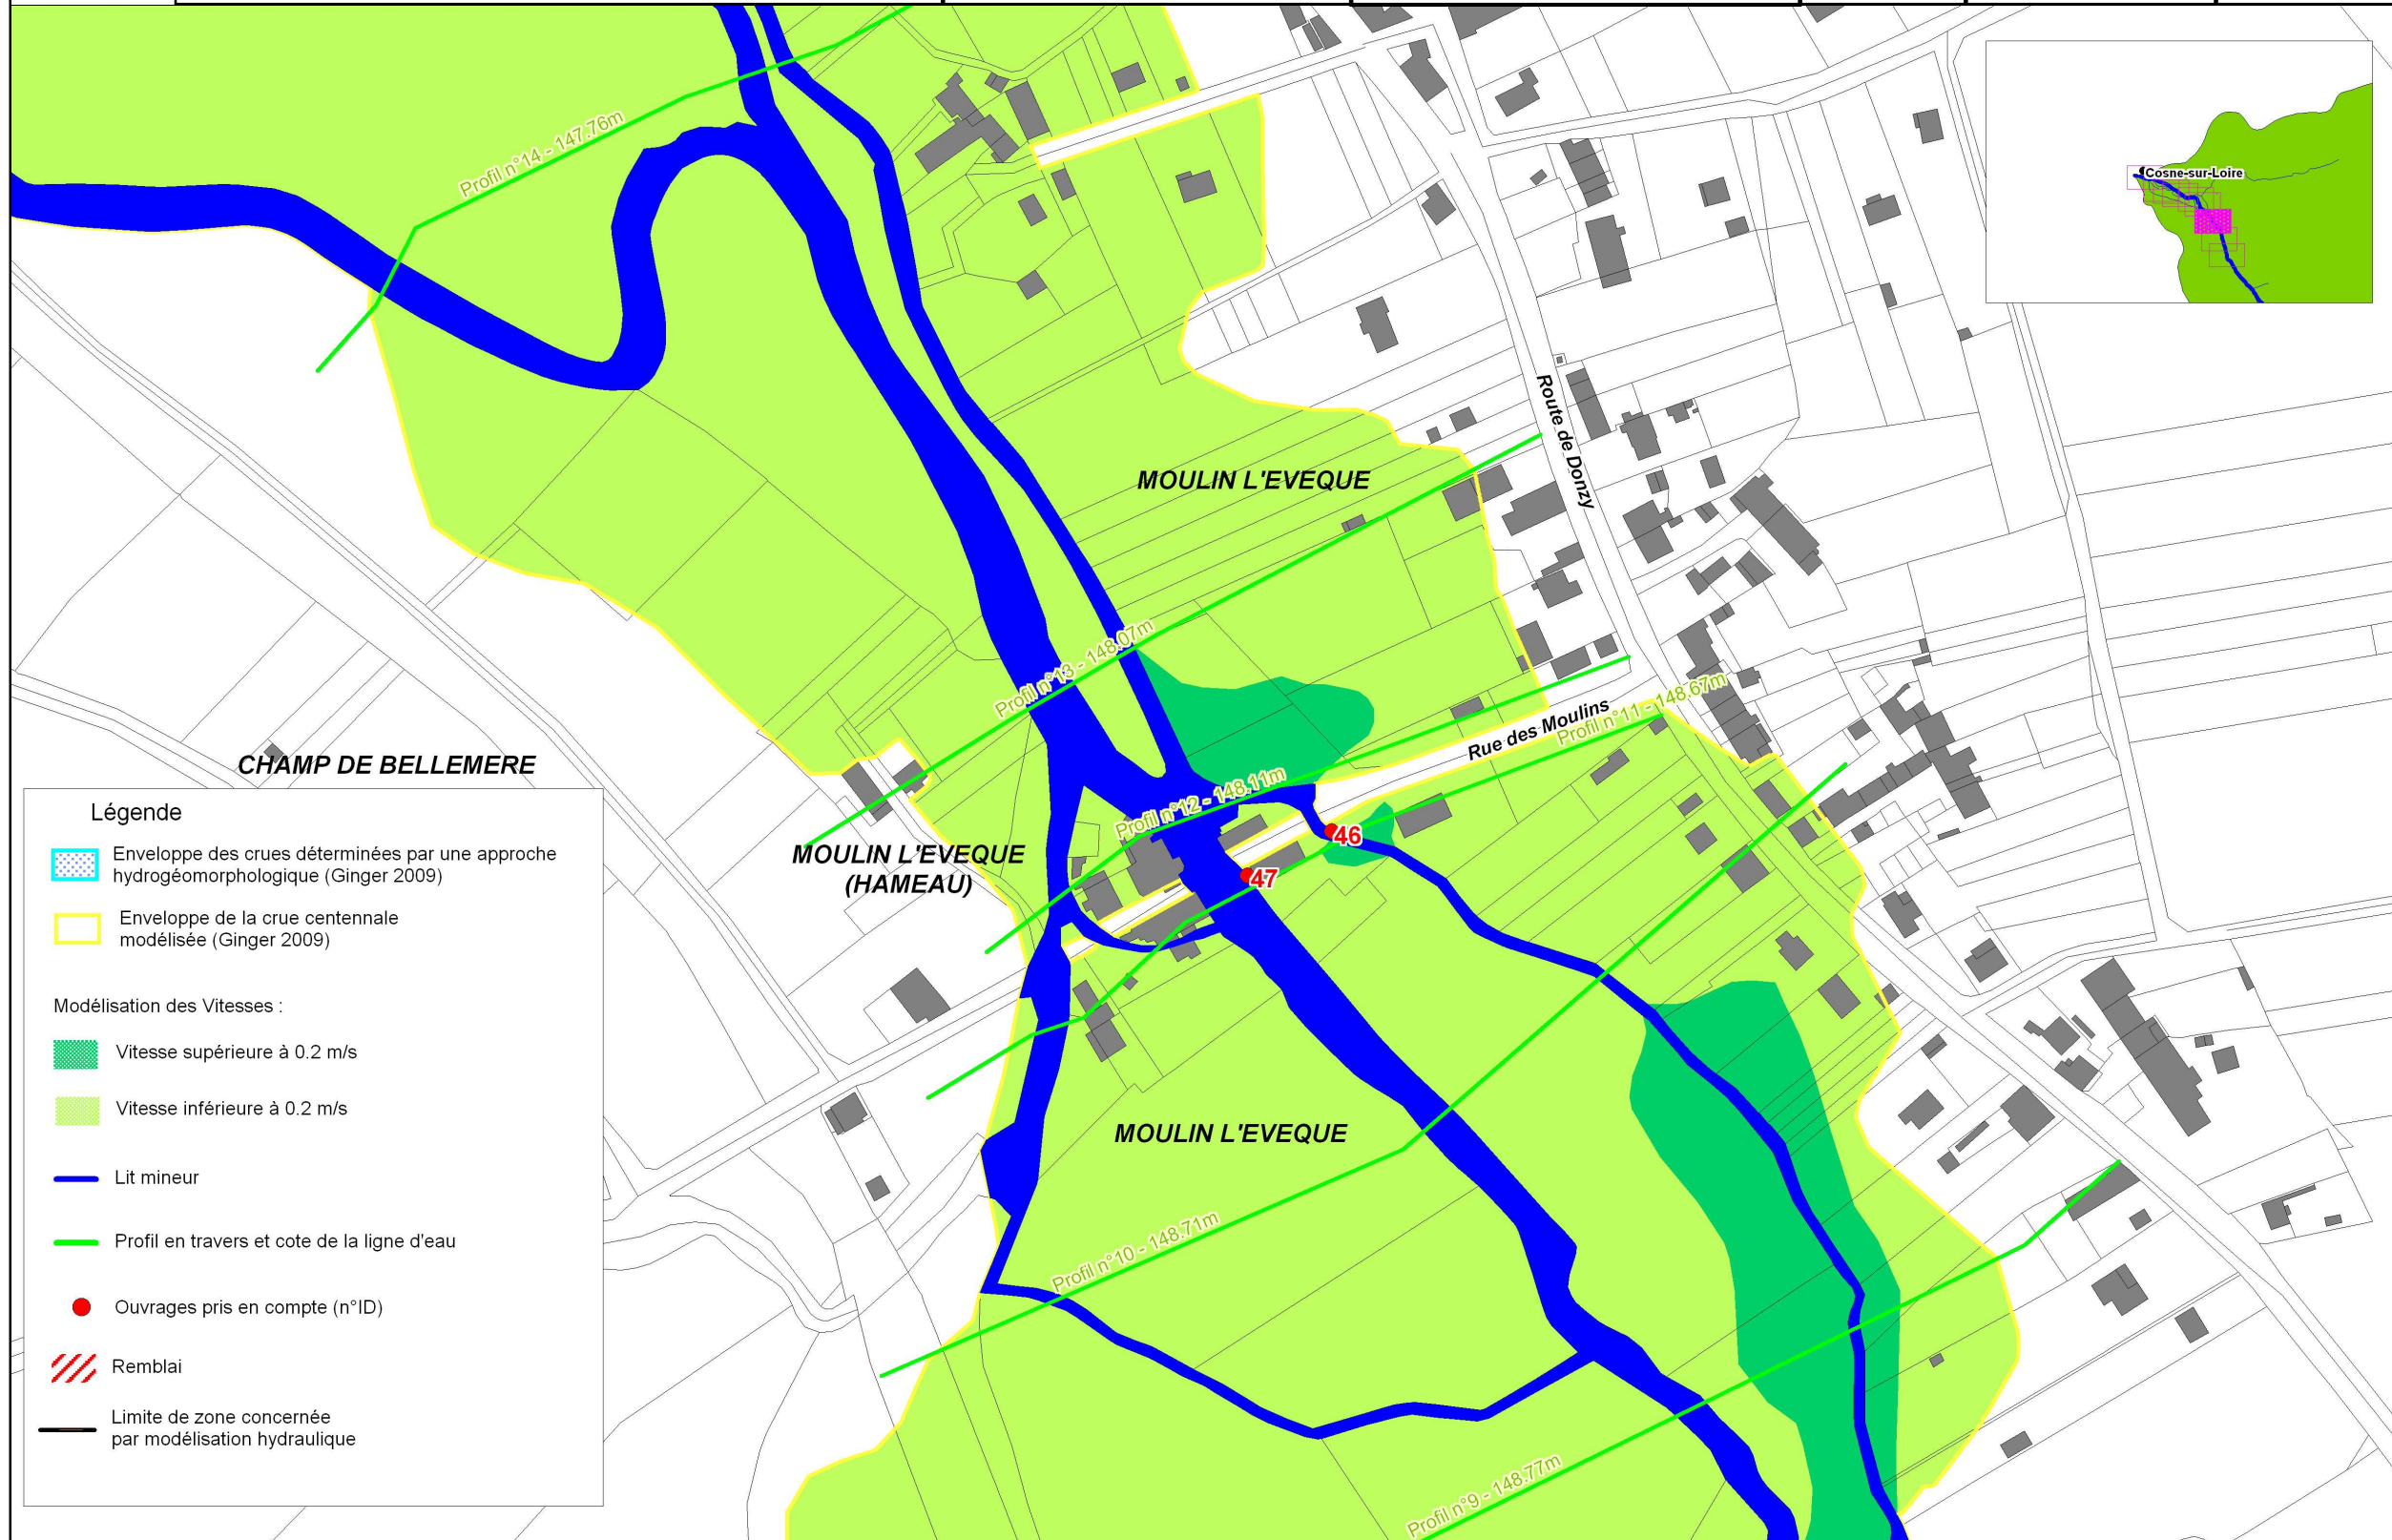 Profil n°14 - 147.76m
Cosne-sur-Loire
Route de Donzy
MOULIN L'EVEQUE
Profil n°13 - 148.07m
Rue des Moulins
Profil n°11 - 148.67m
CHAMP DE BELLEMERE
Profil n°12 - 148.11m
46
47
MOULIN L'EVEQUE
(HAMEAU)
MOULIN L'EVEQUE
Profil n°10 - 148.71m
Profil n°9 - 148.77m
Légende
Enveloppe des crues déterminées par une approche
hydrogéomorphologique (Ginger 2009)
Enveloppe de la crue centennale
modélisée (Ginger 2009)
Modélisation des Vitesses :
Vitesse supérieure à 0.2 m/s
Vitesse inférieure à 0.2 m/s
Lit mineur
Profil en travers et cote de la ligne d'eau
Ouvrages pris en compte (n°ID)
Remblai
Limite de zone concernée
par modélisation hydraulique